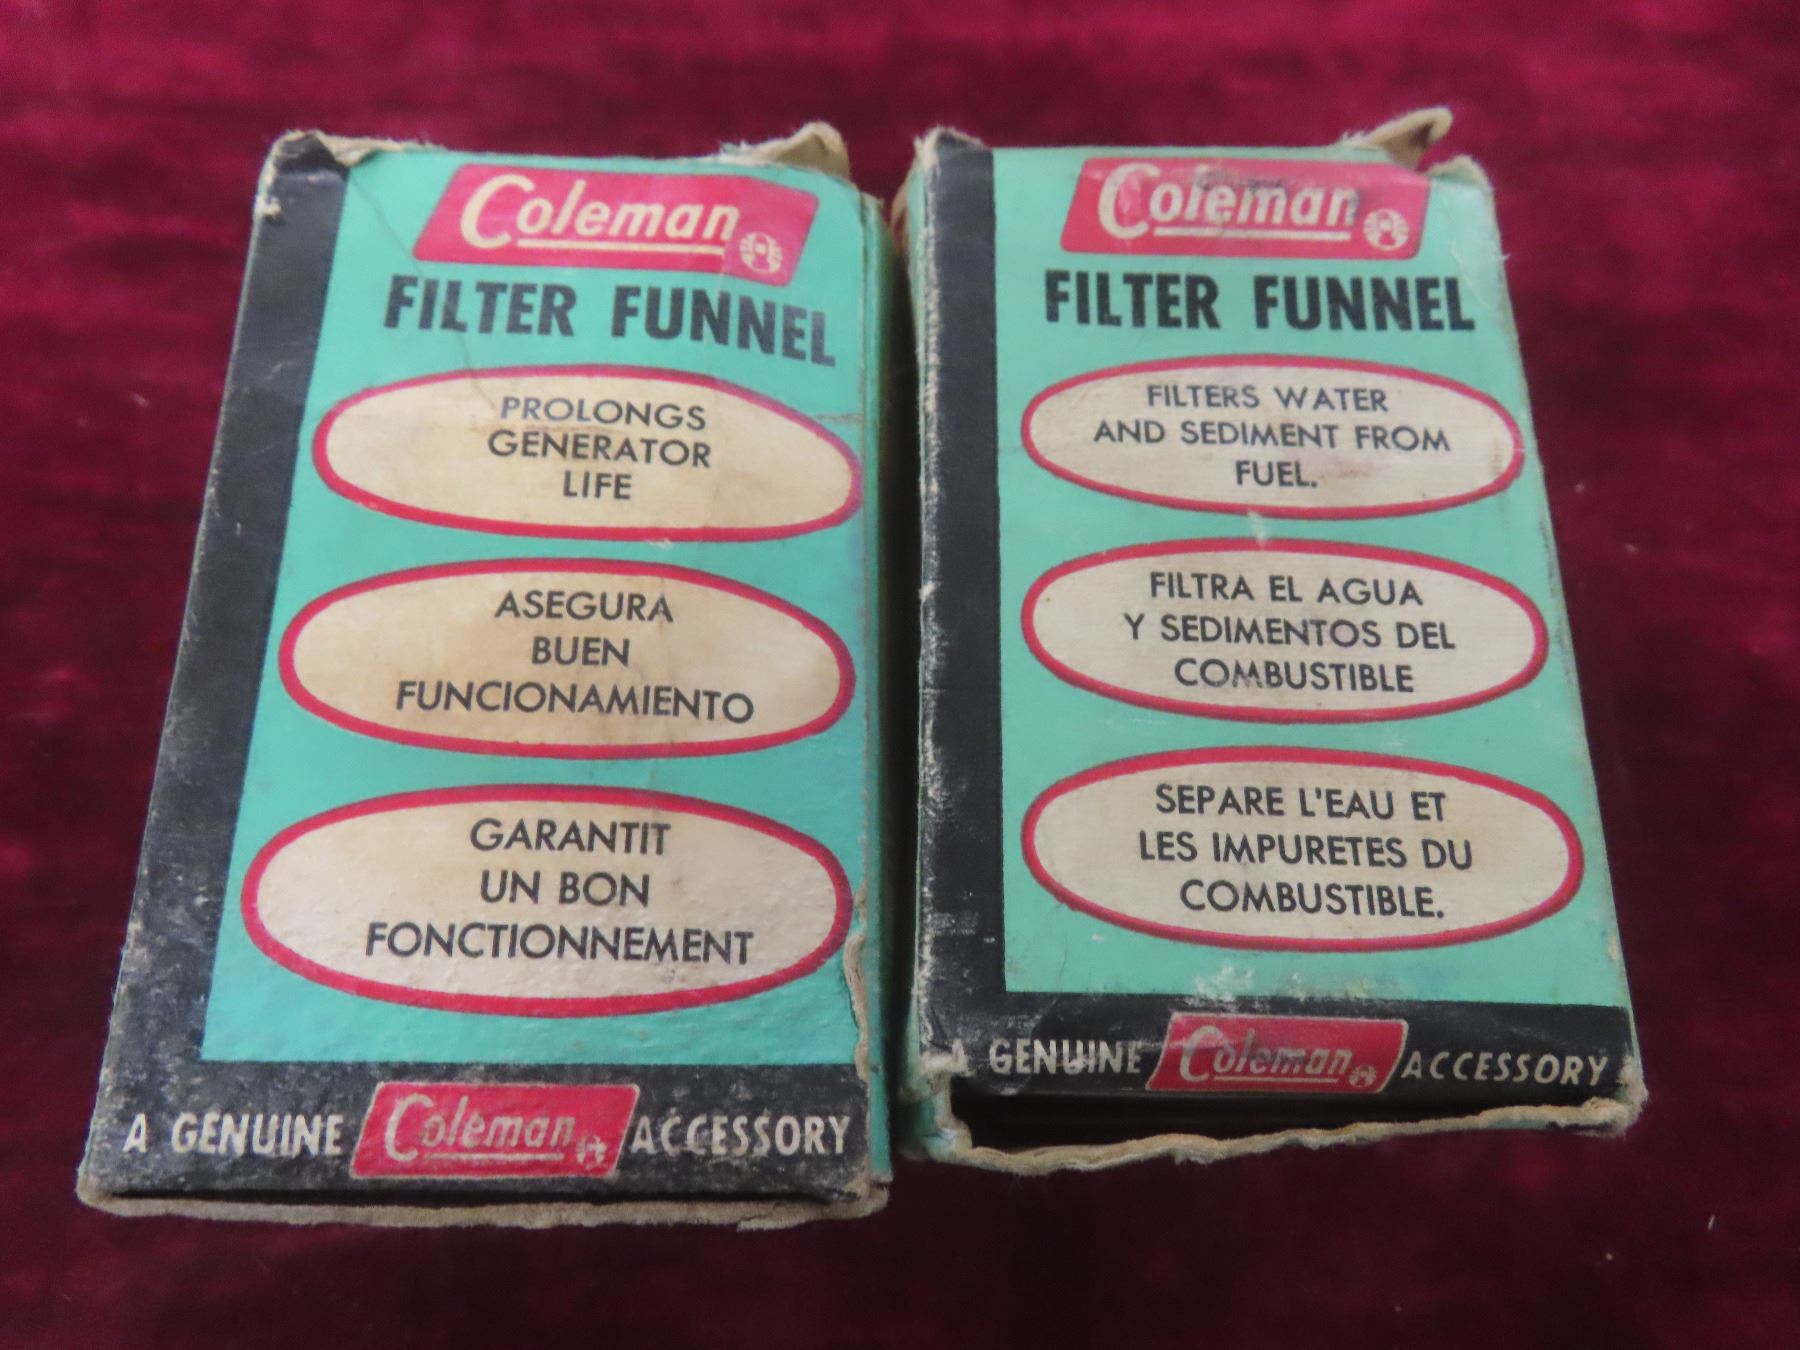 Coleman
FILTER FUNNEL
PROLONGS
GENERATOR
LIFE
ASEGURA
BUEN
FUNCIONAMIENTO
GARANTIT
UN BON
FONCTIONNEMENT
A GENUINE Coleman ACCESSORY
Coleman
FILTER FUNNEL
FILTERS WATER
AND SEDIMENT FROM
FUEL.
FILTRA EL AGUA
Y SEDIMENTOS DEL
COMBUSTIBLE
SEPARE L'EAU ET
LES IMPURETES DU
COMBUSTIBLE.
A GENUINE Coleman ACCESSORY